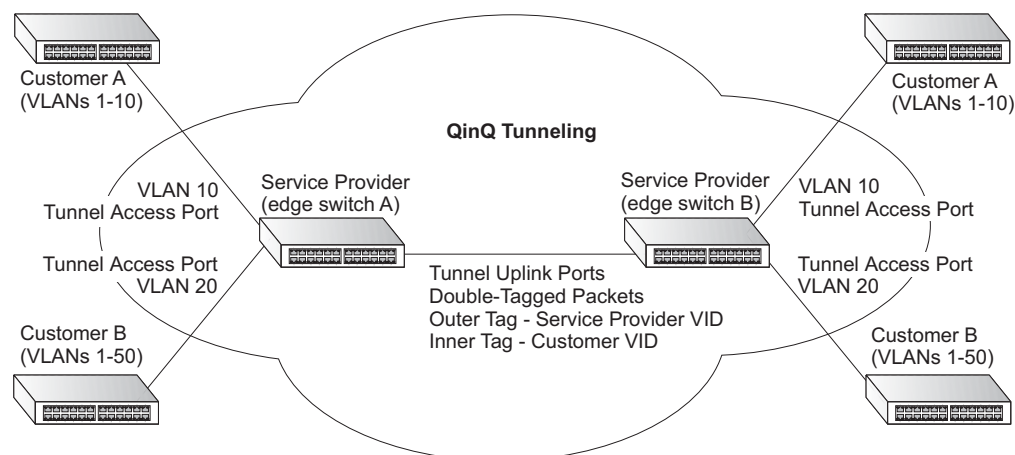 Customer A
(VLANs 1-10)
Customer A
(VLANs 1-10)
QinQ Tunneling
VLAN 10
Tunnel Access Port
Service Provider
(edge switch A)
Service Provider
(edge switch B)
VLAN 10
Tunnel Access Port
Tunnel Access Port
VLAN 20
Tunnel Uplink Ports
Double-Tagged Packets
Outer Tag - Service Provider VID
Inner Tag - Customer VID
Tunnel Access Port
VLAN 20
Customer B
(VLANs 1-50)
Customer B
(VLANs 1-50)